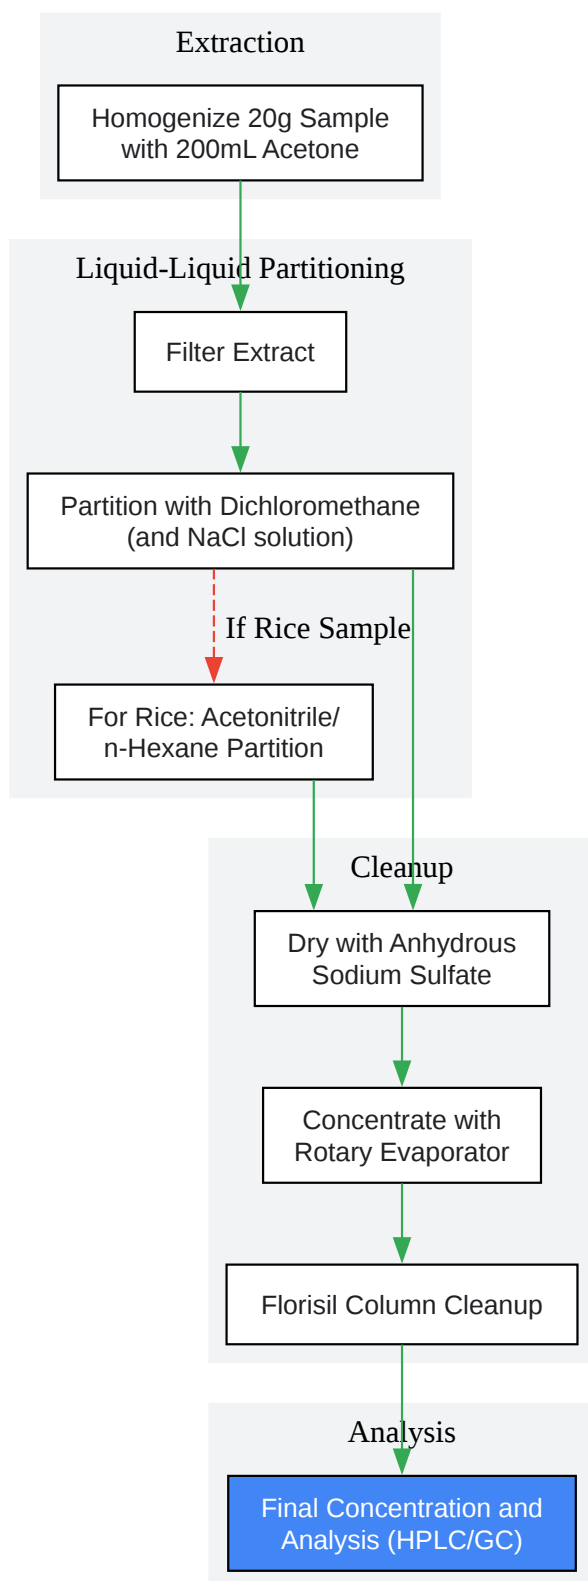 Extraction
Homogenize 20g Sample
with 200mL Acetone
Liquid-Liquid Partitioning
Filter Extract
Partition with Dichloromethane
(and NaCl solution)
If Rice Sample
For Rice: Acetonitrile/
n-Hexane Partition
Cleanup
Dry with Anhydrous
Sodium Sulfate
Concentrate with
Rotary Evaporator
Florisil Column Cleanup
Analysis
Final Concentration and
Analysis (HPLC/GC)